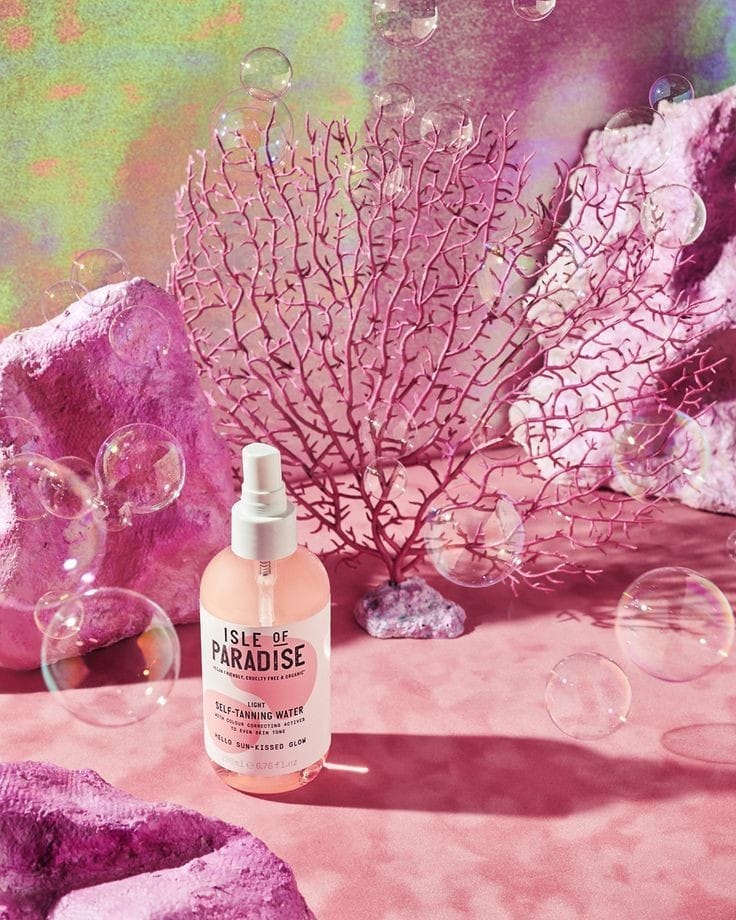 ISLE OF
PARADISE
VEGAN FRIENDLY, CRUELTY FREE & ORGANIC*
LIGHT
SELF-TANNING WATER
WITH COLOUR CORRECTING ACTIVES
TO EVEN SKIN TONE
HELLO SUN-KISSED GLOW
6.76 fl.oz